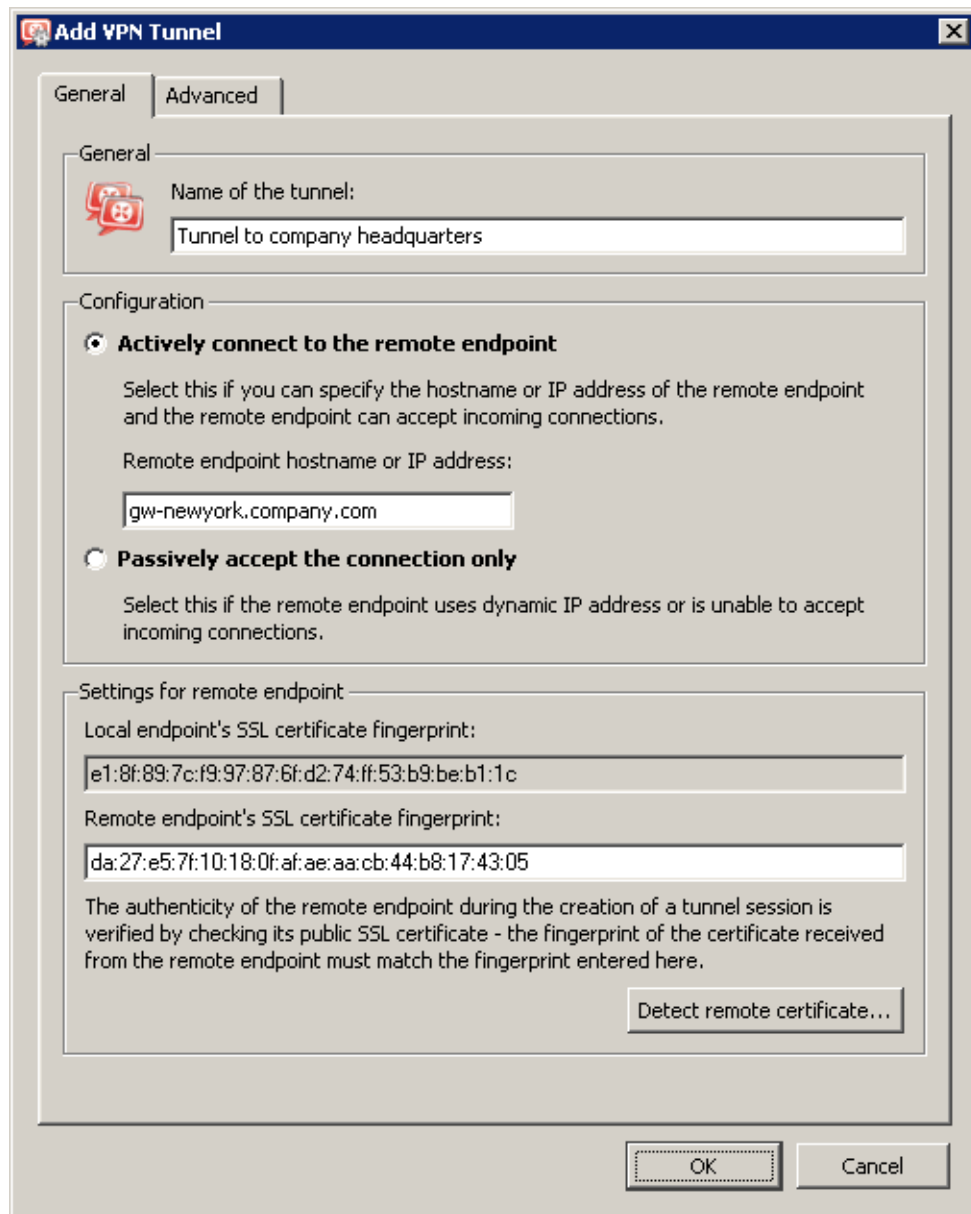 Add VPN Tunnel
General
Advanced
General
Name of the tunnel:
Tunnel to company headquarters
Configuration
Actively connect to the remote endpoint
Select this if you can specify the hostname or IP address of the remote endpoint
and the remote endpoint can accept incoming connections.
Remote endpoint hostname or IP address:
gw-newyork.company.com
Passively accept the connection only
Select this if the remote endpoint uses dynamic IP address or is unable to accept
incoming connections.
Settings for remote endpoint
Local endpoint's SSL certificate fingerprint:
e1:8f:89:7c:f9:97:87:6f:d2:74:ff:53:b9:be:b1:1c
Remote endpoint's SSL certificate fingerprint:
da:27:e5:7f:10:18:0f:af:ae:aa:cb:44:b8:17:43:05
The authenticity of the remote endpoint during the creation of a tunnel session is
verified by checking its public SSL certificate - the fingerprint of the certificate received
from the remote endpoint must match the fingerprint entered here.
Detect remote certificate...
OK
Cancel